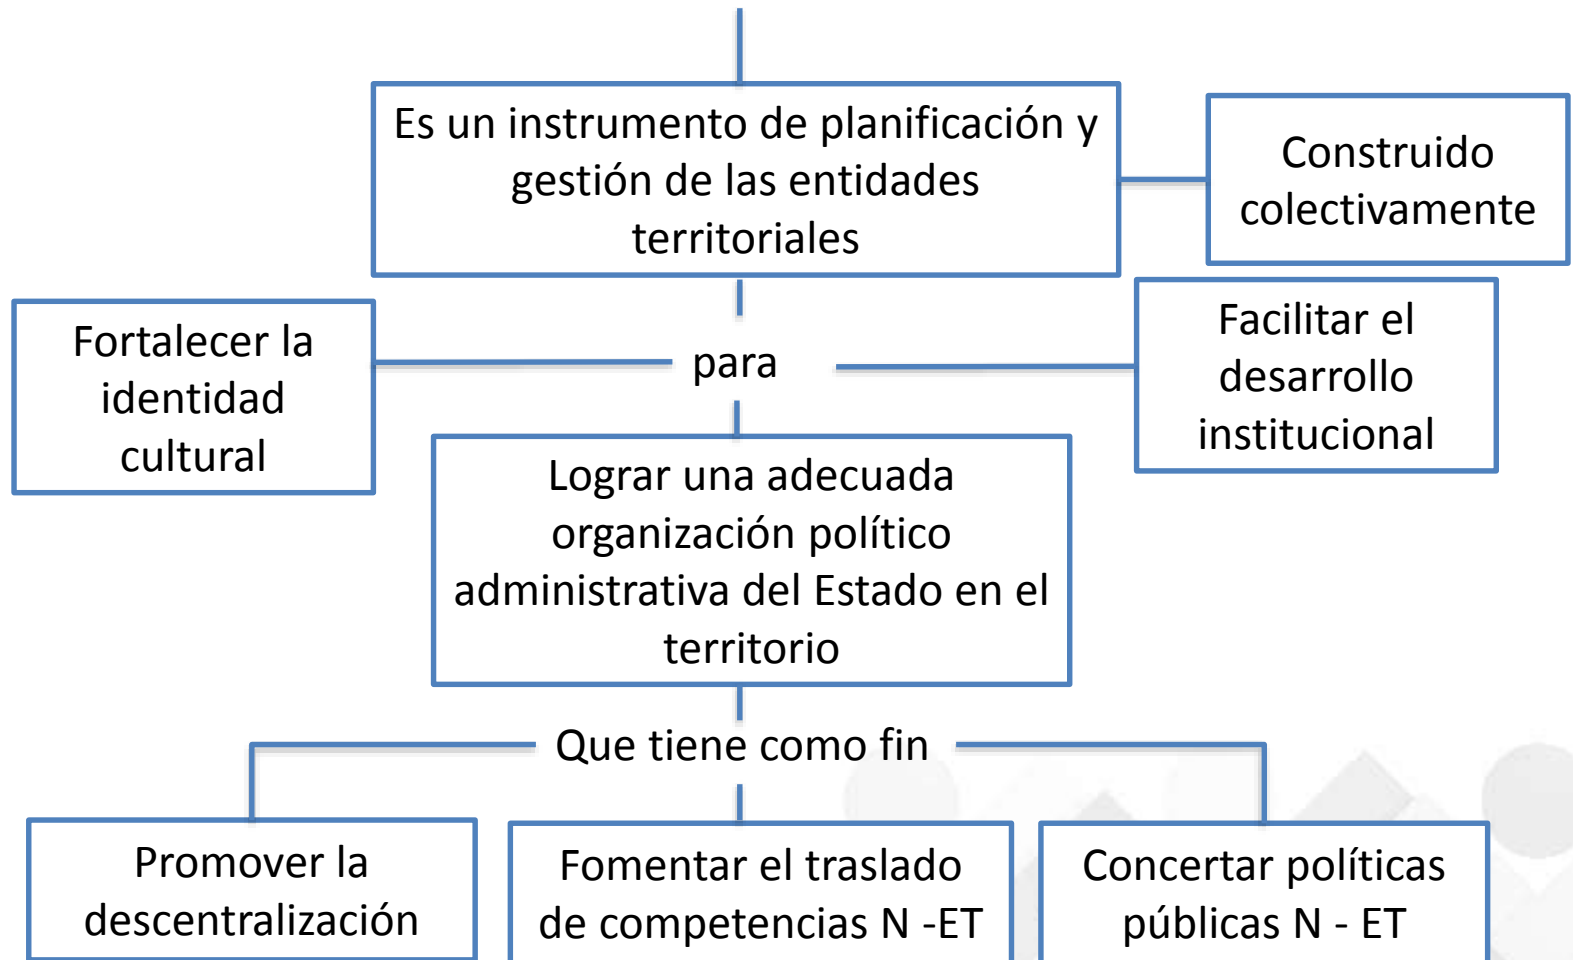 Es un instrumento de planificación y
gestión de las entidades
territoriales
Construido
colectivamente
Fortalecer la
identidad
cultural
para
Facilitar el
desarrollo
institucional
Lograr una adecuada
organización político
administrativa del Estado en el
territorio
Que tiene como fin
Promover la
descentralización
Fomentar el traslado
de competencias N -ET
Concertar políticas
públicas N - ET